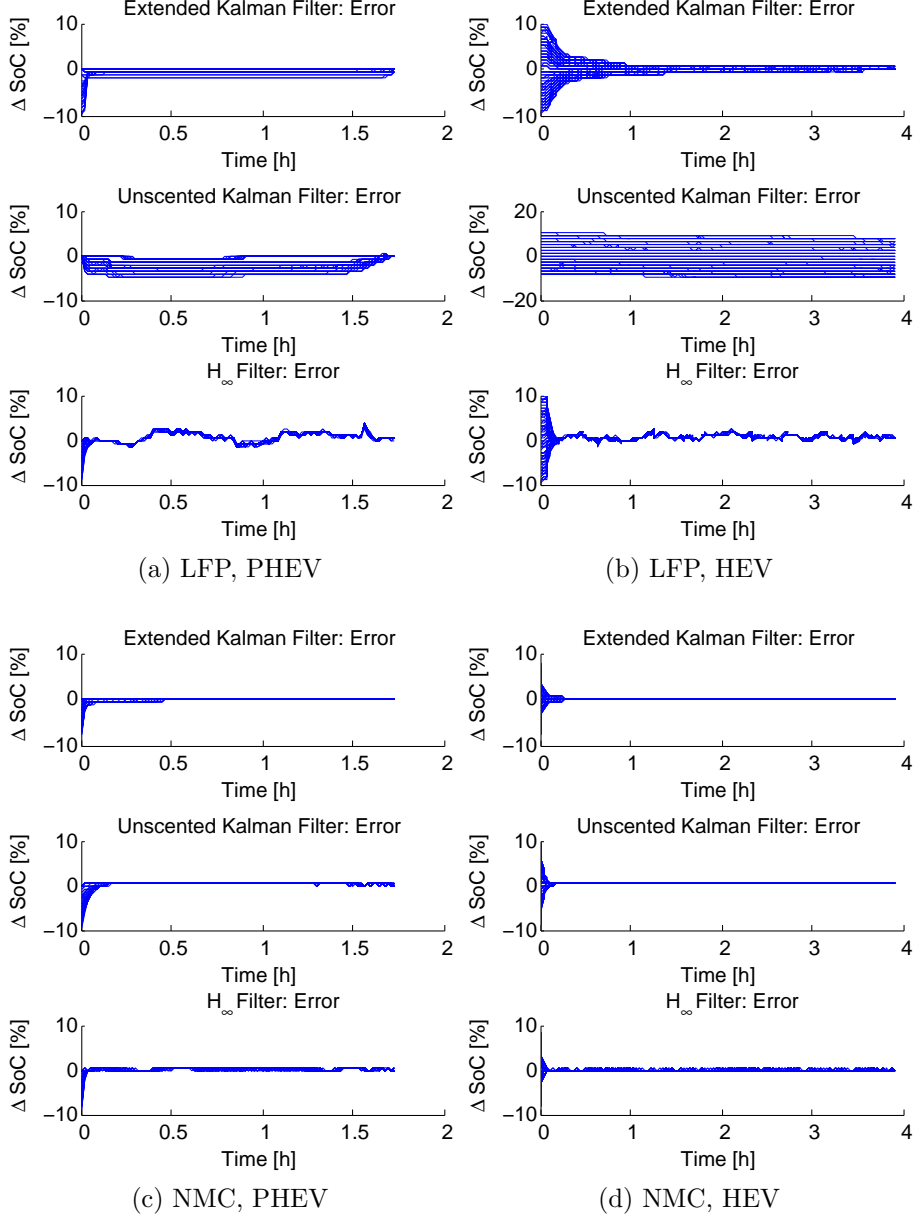 Extended Kalman Filter: Error
10
0
−10
Δ SoC [%]
0 0.5 1 1.5 2
Time [h]
Unscented Kalman Filter: Error
10
0
−10
Δ SoC [%]
0 0.5 1 1.5 2
Time [h]
H∞ Filter: Error
10
0
−10
Δ SoC [%]
0 0.5 1 1.5 2
Time [h]
(a) LFP, PHEV
Extended Kalman Filter: Error
10
0
−10
Δ SoC [%]
0 1 2 3 4
Time [h]
Unscented Kalman Filter: Error
20
0
−20
Δ SoC [%]
0 1 2 3 4
Time [h]
H∞ Filter: Error
10
0
−10
Δ SoC [%]
0 1 2 3 4
Time [h]
(b) LFP, HEV
Extended Kalman Filter: Error
10
0
−10
Δ SoC [%]
0 0.5 1 1.5 2
Time [h]
Unscented Kalman Filter: Error
10
0
−10
Δ SoC [%]
0 0.5 1 1.5 2
Time [h]
H∞ Filter: Error
10
0
−10
Δ SoC [%]
0 0.5 1 1.5 2
Time [h]
(c) NMC, PHEV
Extended Kalman Filter: Error
10
0
−10
Δ SoC [%]
0 1 2 3 4
Time [h]
Unscented Kalman Filter: Error
10
0
−10
Δ SoC [%]
0 1 2 3 4
Time [h]
H∞ Filter: Error
10
0
−10
Δ SoC [%]
0 1 2 3 4
Time [h]
(d) NMC, HEV